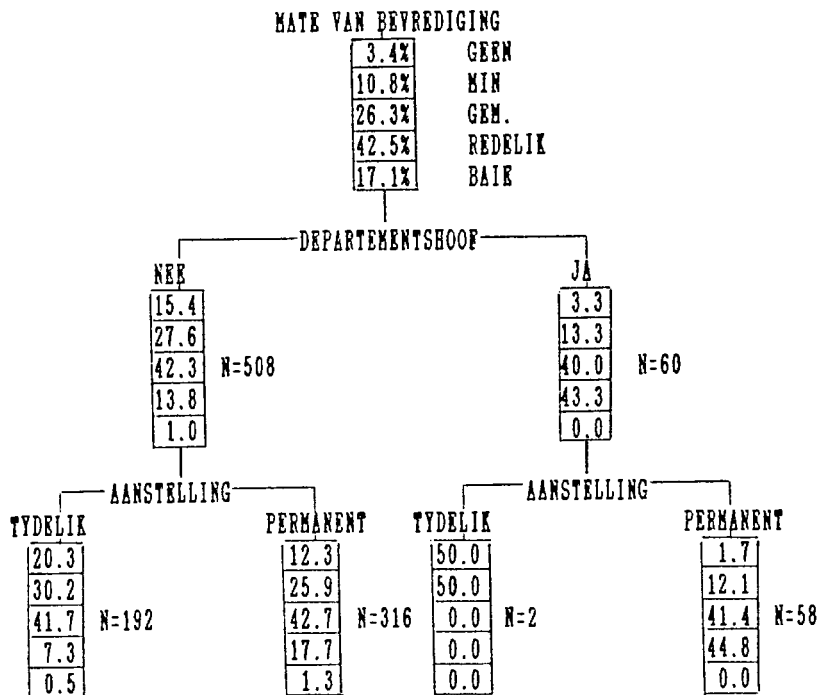 MATE VAN BEVREDIGING
3.4% GEEN
10.8% MIN
26.3% GEM.
42.5% REDELIK
17.1% BAIE
DEPARTEMENTSHOOF
NEE JA
15.4 3.3
27.6 13.3
42.3 N=508 40.0 N=60
13.8 43.3
1.0 0.0
AANSTELLING AANSTELLING
TYDELIK PERMANENT TYDELIK PERMANENT
20.3 12.3 50.0 1.7
30.2 25.9 50.0 12.1
41.7 N=192 42.7 N=316 0.0 N=2 41.4 N=58
7.3 17.7 0.0 44.8
0.5 1.3 0.0 0.0